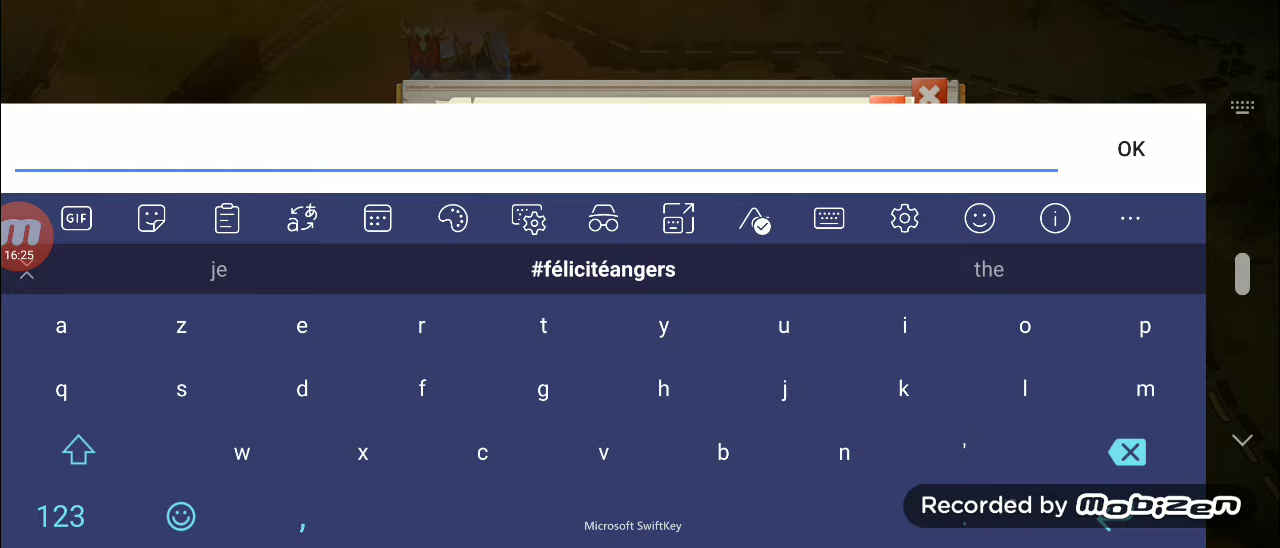 OK
GIF
16:25
je #félicitéangers the
a z e r t y u i o p
q s d f g h j k l m
w x c v b n '
123 , Microsoft SwiftKey .
Recorded by mobizen